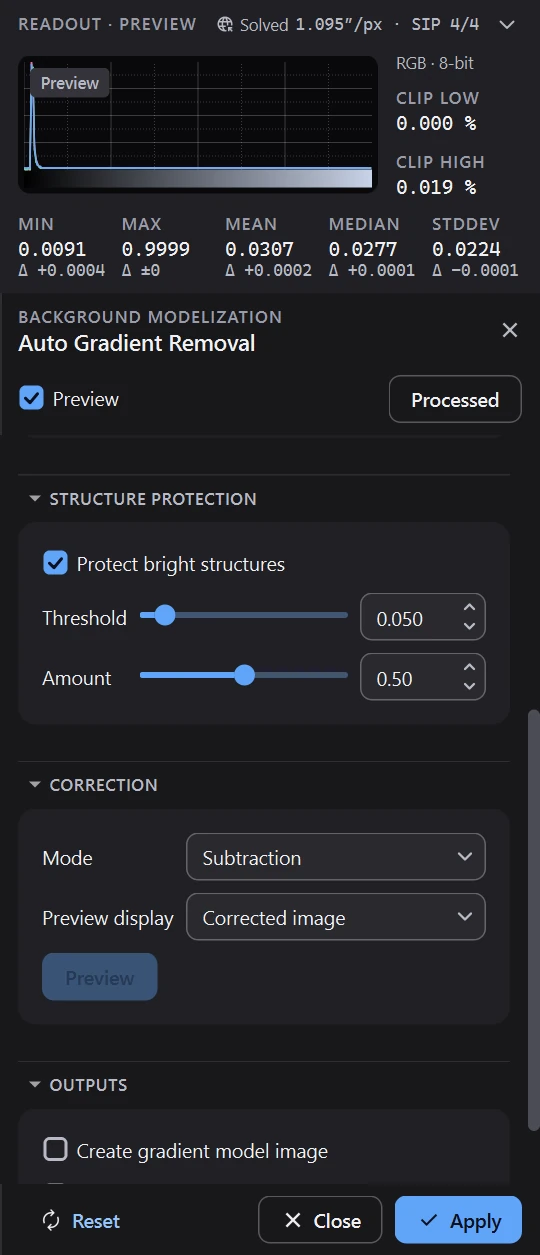 READOUT · PREVIEW Solved 1.095″/px · SIP 4/4
Preview
RGB · 8-bit
CLIP LOW
0.000 %
CLIP HIGH
0.019 %
MIN MAX MEAN MEDIAN STDDEV
0.0091 0.9999 0.0307 0.0277 0.0224
Δ +0.0004 Δ ±0 Δ +0.0002 Δ +0.0001 Δ −0.0001
BACKGROUND MODELIZATION
Auto Gradient Removal
Preview Processed
STRUCTURE PROTECTION
Protect bright structures
Threshold 0.050
Amount 0.50
CORRECTION
Mode Subtraction
Preview display Corrected image
Preview
OUTPUTS
Create gradient model image
Reset Close Apply